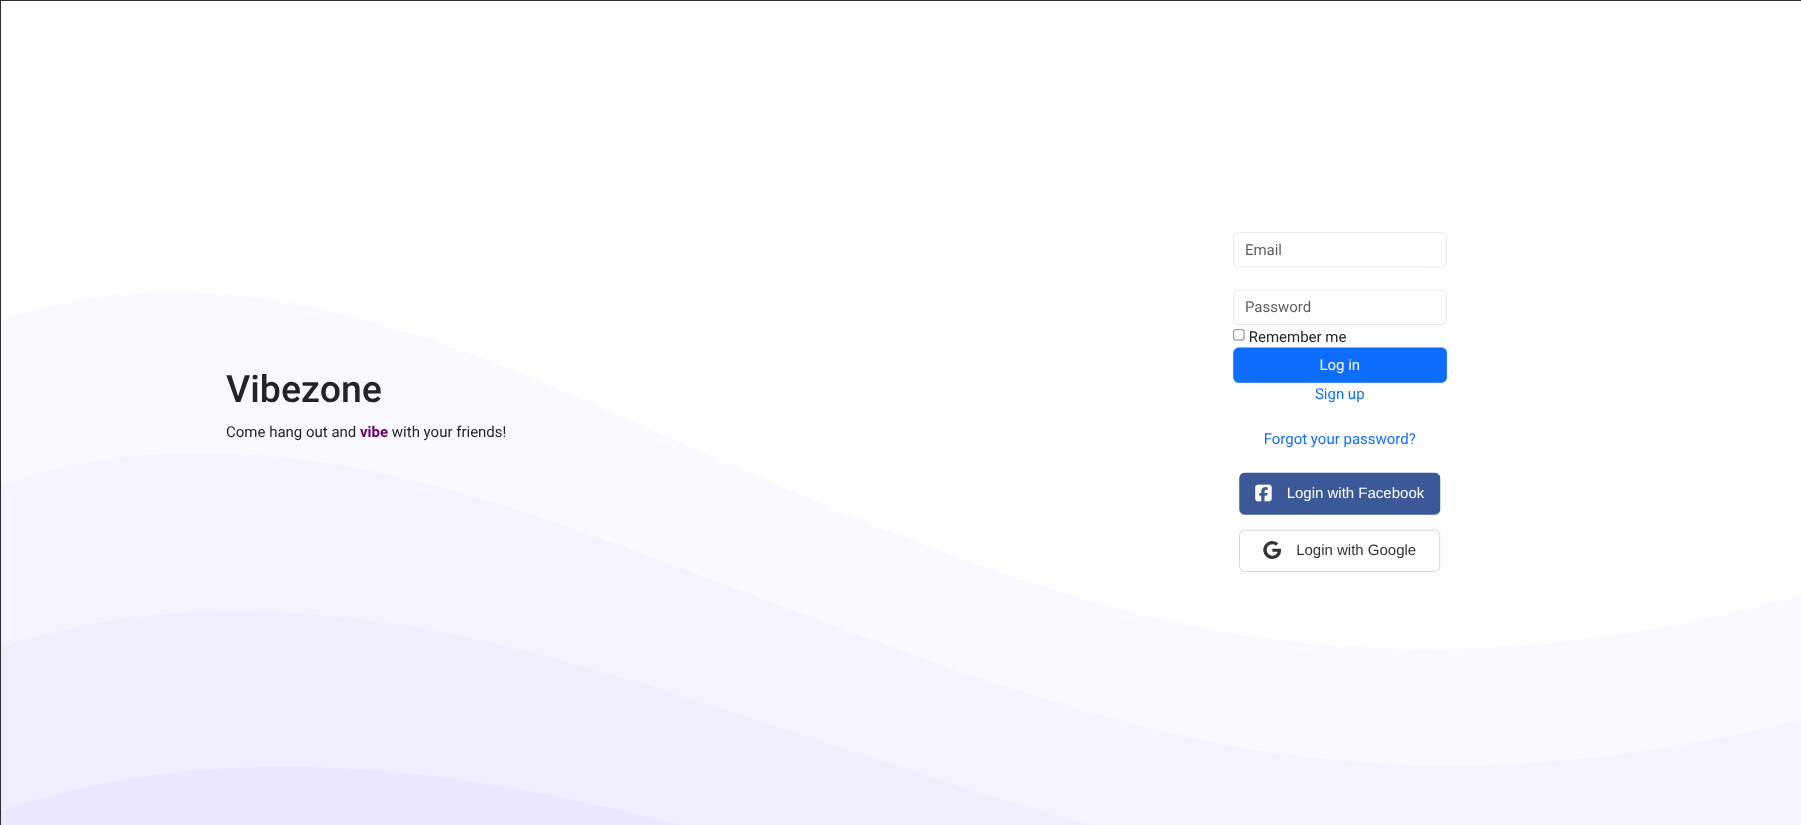 Vibezone
Come hang out and vibe with your friends!
Email
Password
Remember me
Log in
Sign up
Forgot your password?
Login with Facebook
Login with Google